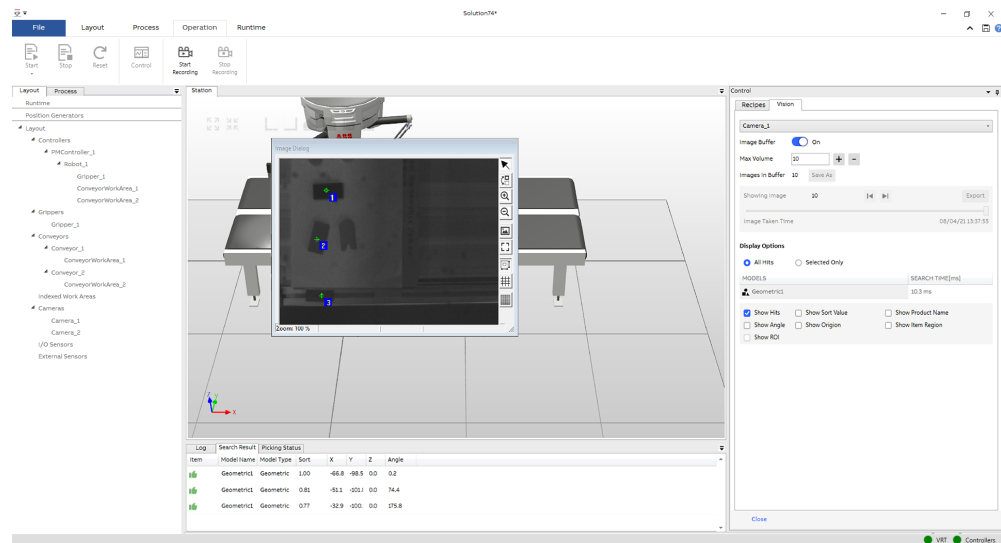 Solution74*
File Layout Process Operation Runtime
Start Stop Reset Control Start Recording Stop Recording
Layout Process
Runtime
Position Generators
Layout
Controllers
PMController_1
Robot_1
Gripper_1
ConveyorWorkArea_1
ConveyorWorkArea_2
Grippers
Gripper_1
Conveyors
Conveyor_1
ConveyorWorkArea_1
Conveyor_2
ConveyorWorkArea_2
Indexed Work Areas
Cameras
Camera_1
Camera_2
I/O Sensors
External Sensors
Station
ABB
Image Dialog
1
2
3
Zoom: 100 %
Z Y
X
Log Search Result Picking Status
Item Model Name Model Type Sort X Y Z Angle
Geometric1 Geometric 1.00 -66.8 -98.5 0.0 0.2
Geometric1 Geometric 0.81 -51.1 0.0 74.4
Geometric1 Geometric 0.77 -32.9 -100. 0.0 175.8
Control
Recipes Vision
Camera_1
Image Buffer On
Max Volume 10 + −
Images In Buffer 10 Save As
Showing Image 10 Export
Image Taken Time 08/04/21 13:37:55
Display Options
All Hits Selected Only
MODELS SEARCH TIME[ms]
Geometric1 10.3 ms
Show Hits Show Sort Value Show Product Name
Show Angle Show Origion Show Item Region
Show ROI
Close
VRT Controllers